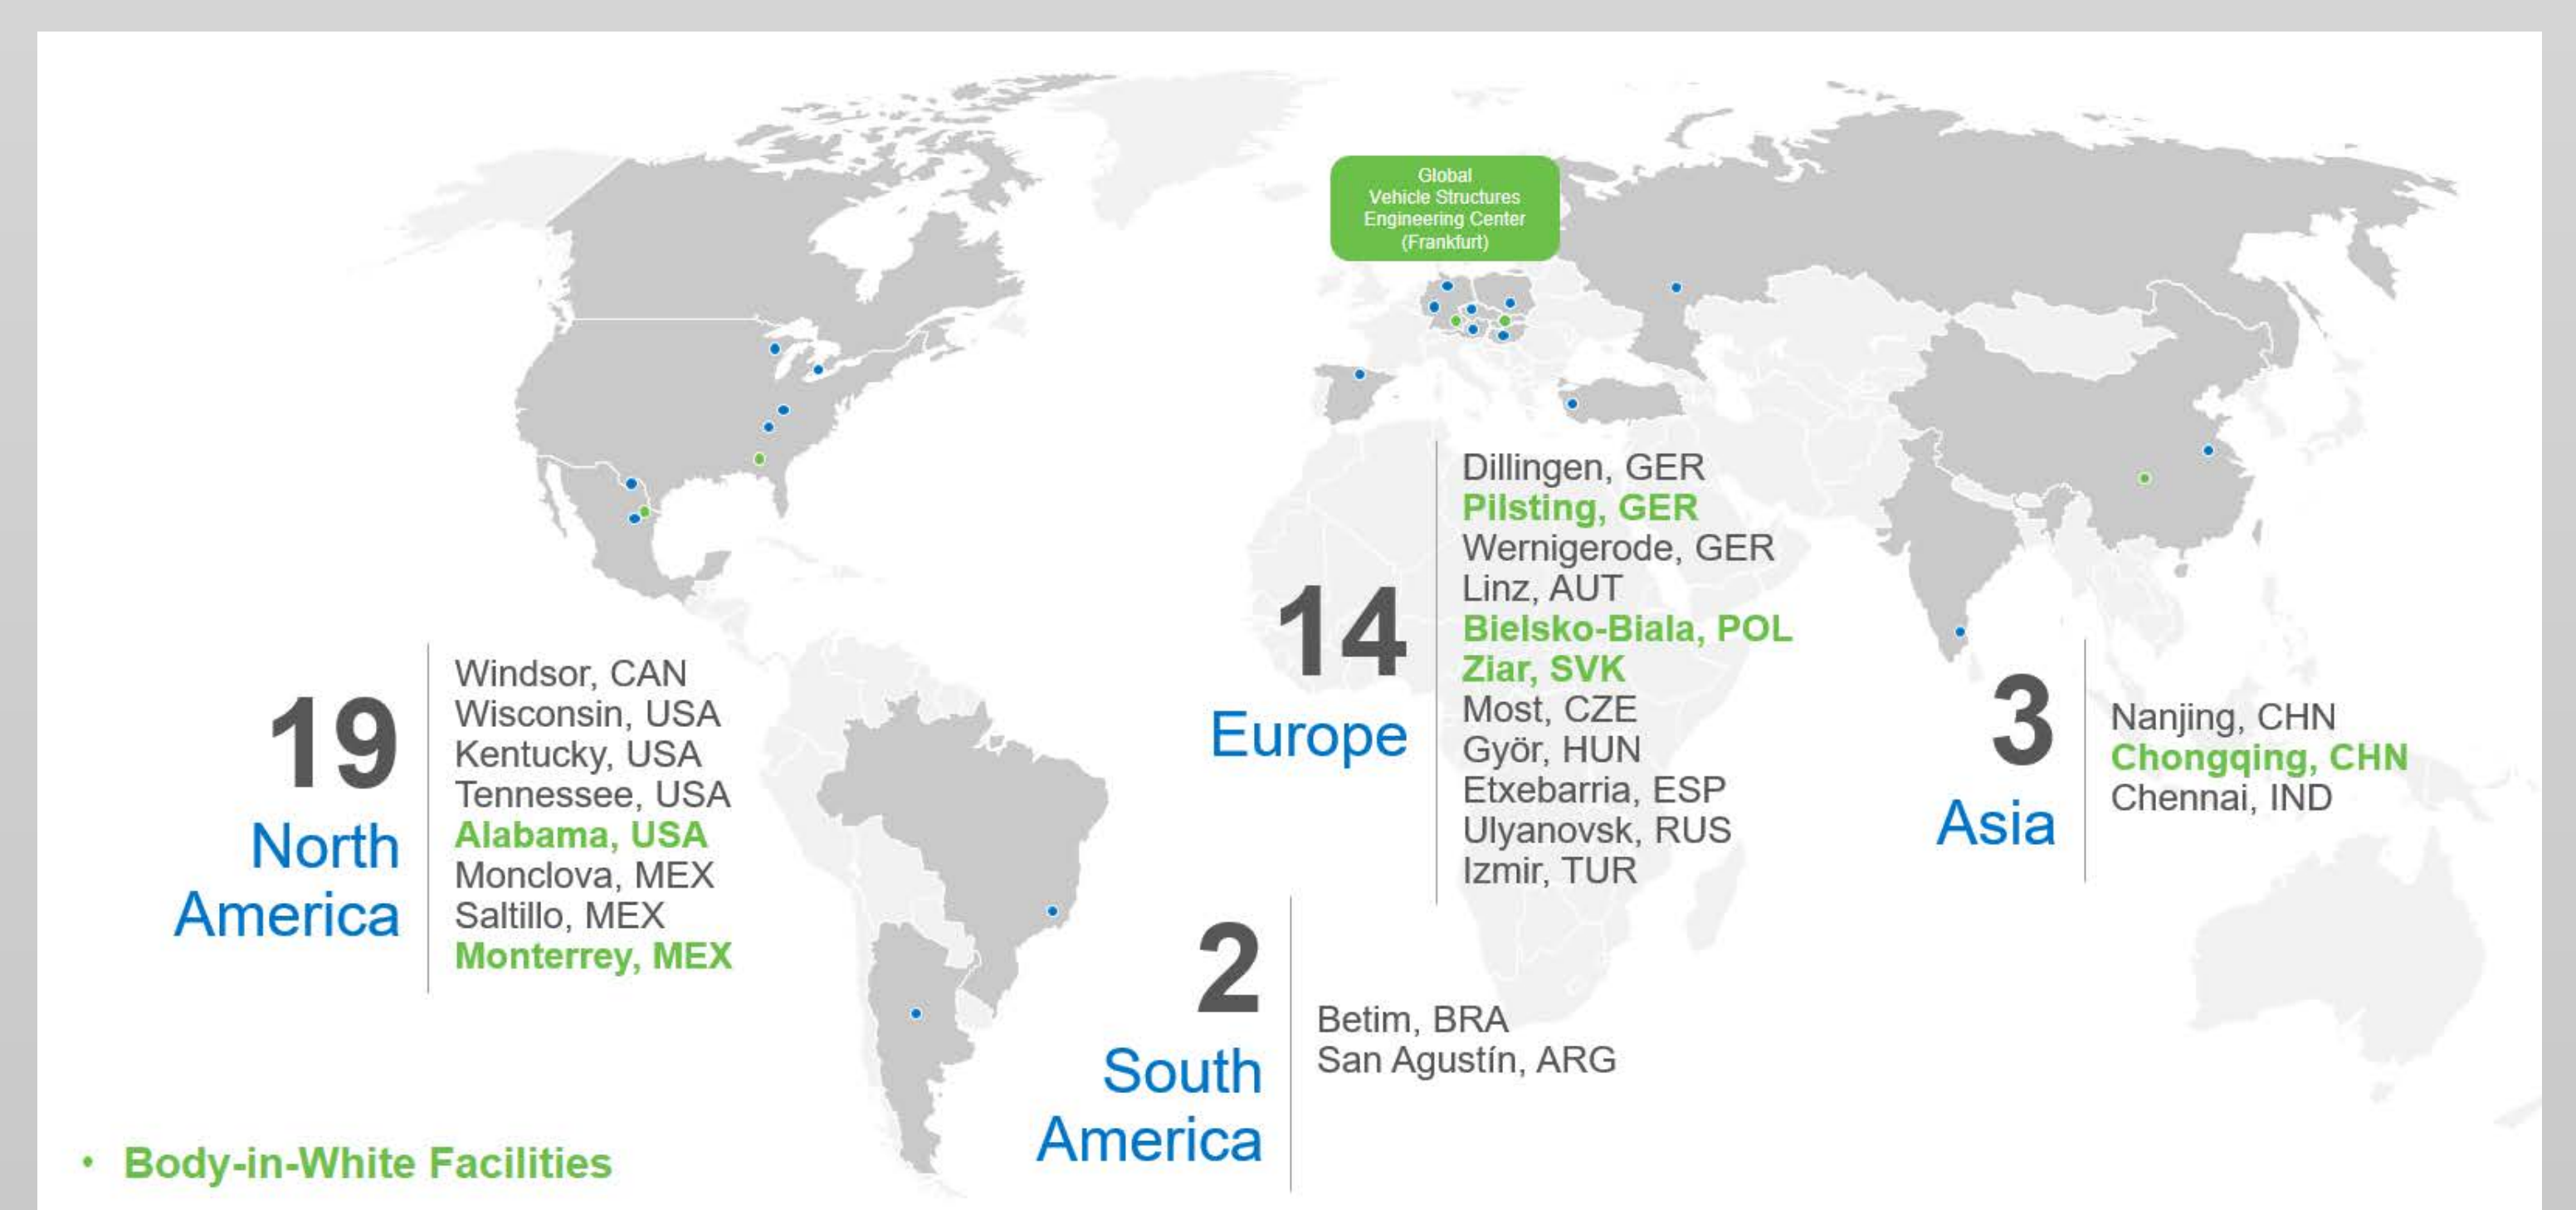 Global
Vehicle Structures
Engineering Center
(Frankfurt)
19
North
America
Windsor, CAN
Wisconsin, USA
Kentucky, USA
Tennessee, USA
Alabama, USA
Monclova, MEX
Saltillo, MEX
Monterrey, MEX
14
Europe
Dillingen, GER
Pilsting, GER
Wernigerode, GER
Linz, AUT
Bielsko-Biala, POL
Ziar, SVK
Most, CZE
Györ, HUN
Etxebarria, ESP
Ulyanovsk, RUS
Izmir, TUR
3
Asia
Nanjing, CHN
Chongqing, CHN
Chennai, IND
2
South
America
Betim, BRA
San Agustín, ARG
• Body-in-White Facilities